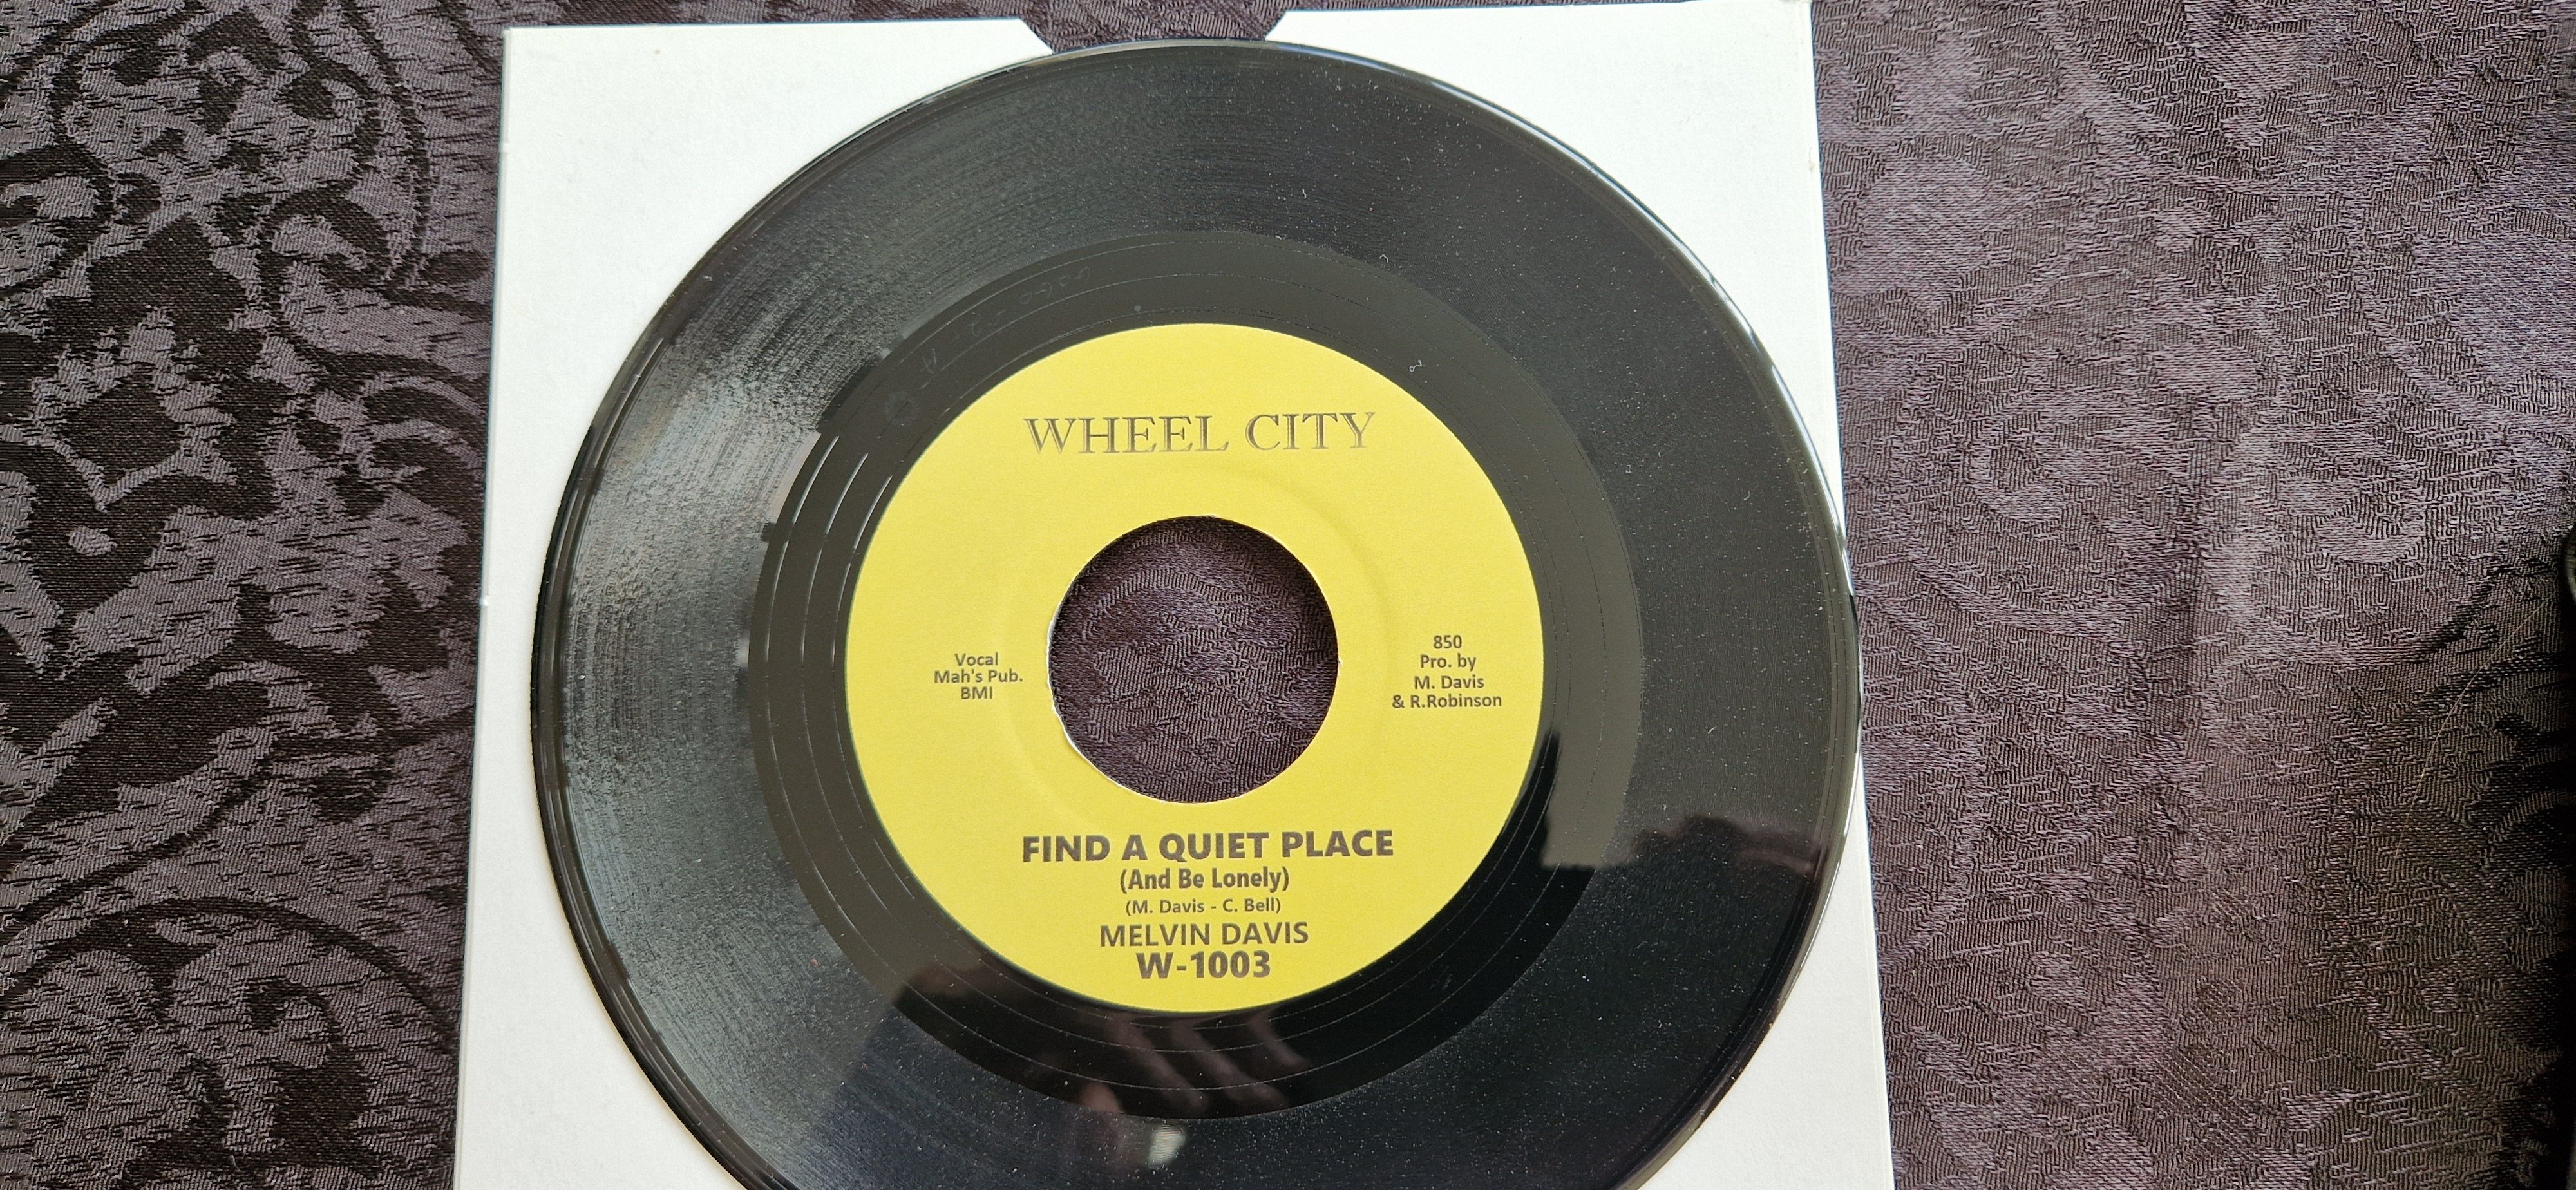 WHEEL CITY
Vocal
Mah's Pub.
BMI
850
Pro. by
M. Davis
& R.Robinson
FIND A QUIET PLACE
(And Be Lonely)
(M. Davis - C. Bell)
MELVIN DAVIS
W-1003